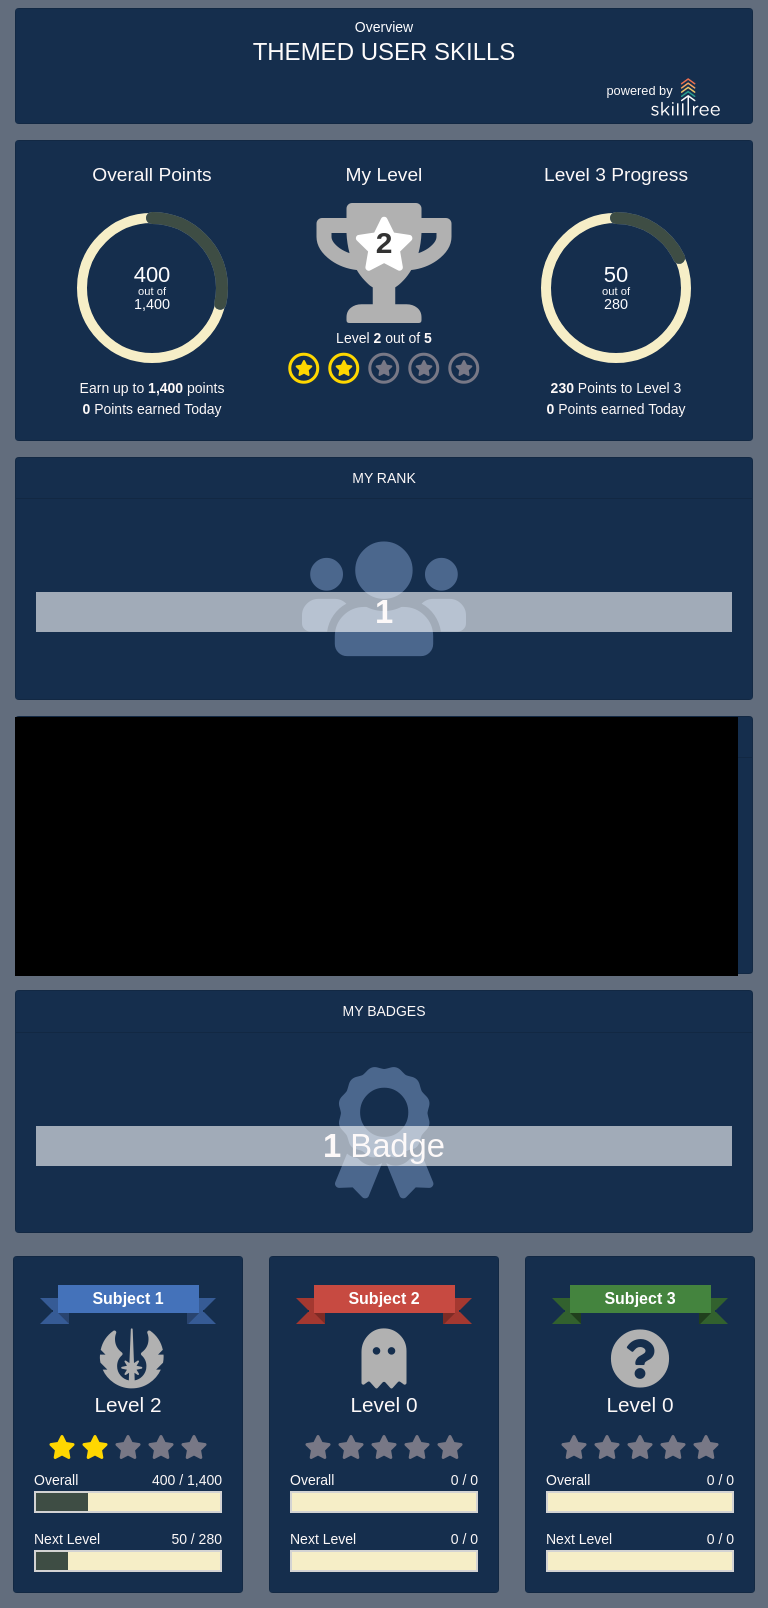 Overview
THEMED USER SKILLS
powered by
skilltree
Overall Points
400
out of
1,400
Earn up to 1,400 points
0 Points earned Today
My Level
2
Level 2 out of 5
Level 3 Progress
50
out of
280
230 Points to Level 3
0 Points earned Today
MY RANK
1
MY BADGES
1 Badge
Subject 1
Level 2
Overall 400 / 1,400
Next Level 50 / 280
Subject 2
Level 0
Overall 0 / 0
Next Level 0 / 0
Subject 3
Level 0
Overall 0 / 0
Next Level 0 / 0